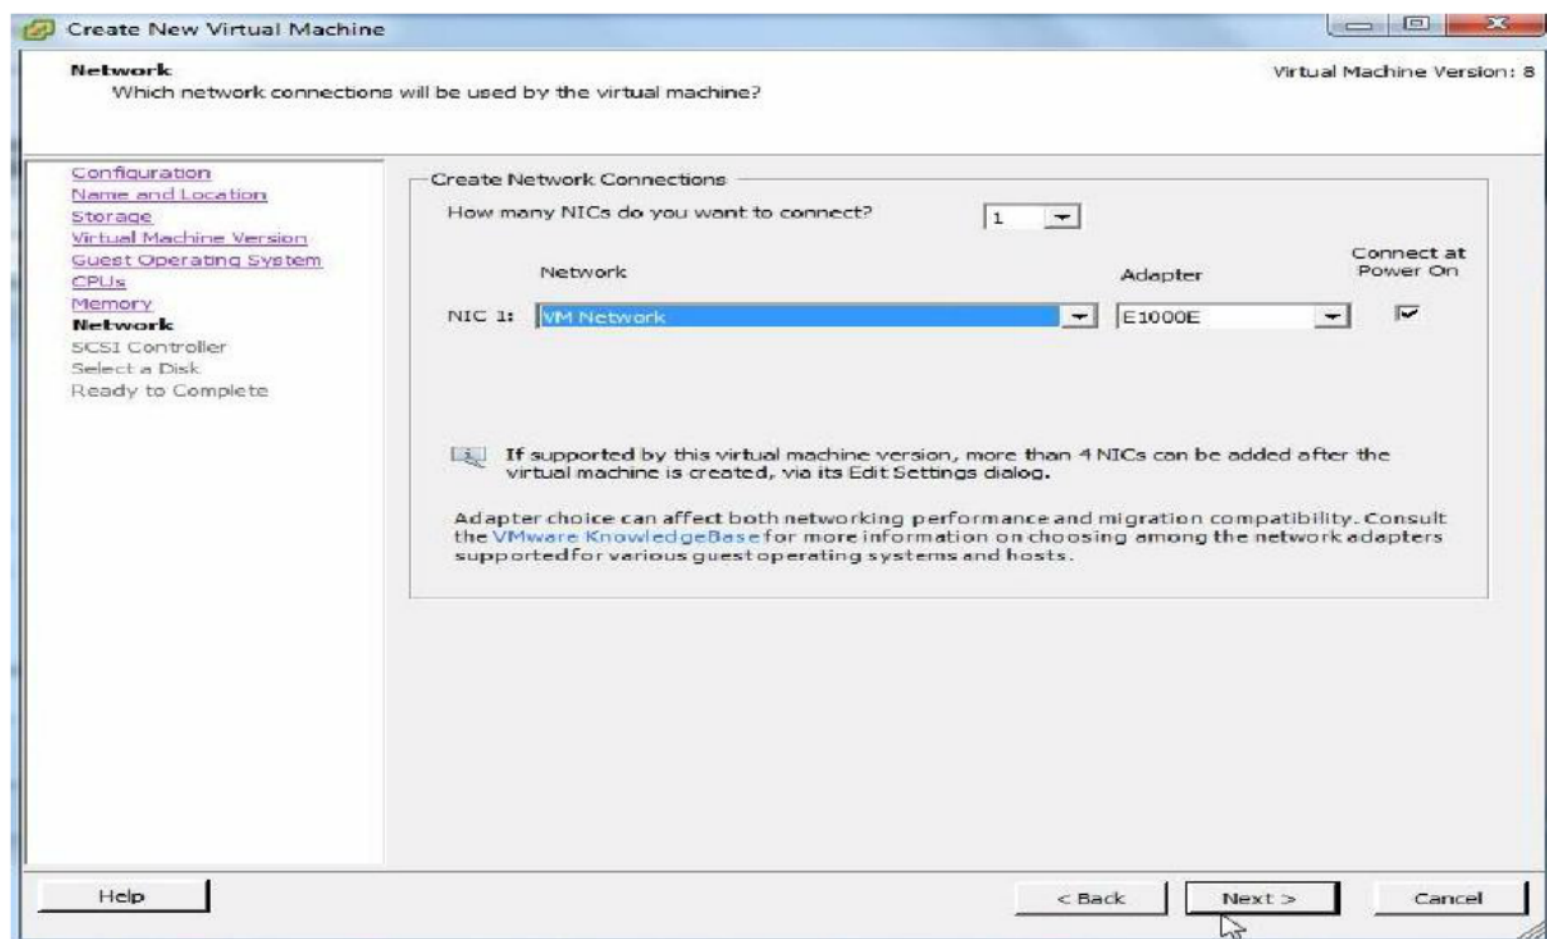 Create New Virtual Machine
Network
Which network connections will be used by the virtual machine?
Virtual Machine Version: 8
Configuration
Name and Location
Storage
Virtual Machine Version
Guest Operating System
CPUs
Memory
Network
SCSI Controller
Select a Disk
Ready to Complete
Create Network Connections
How many NICs do you want to connect?
1
Network
Adapter
Connect at
Power On
NIC 1:
VM Network
E1000E
If supported by this virtual machine version, more than 4 NICs can be added after the
virtual machine is created, via its Edit Settings dialog.
Adapter choice can affect both networking performance and migration compatibility. Consult
the VMware KnowledgeBase for more information on choosing among the network adapters
supported for various guest operating systems and hosts.
Help
< Back
Next >
Cancel